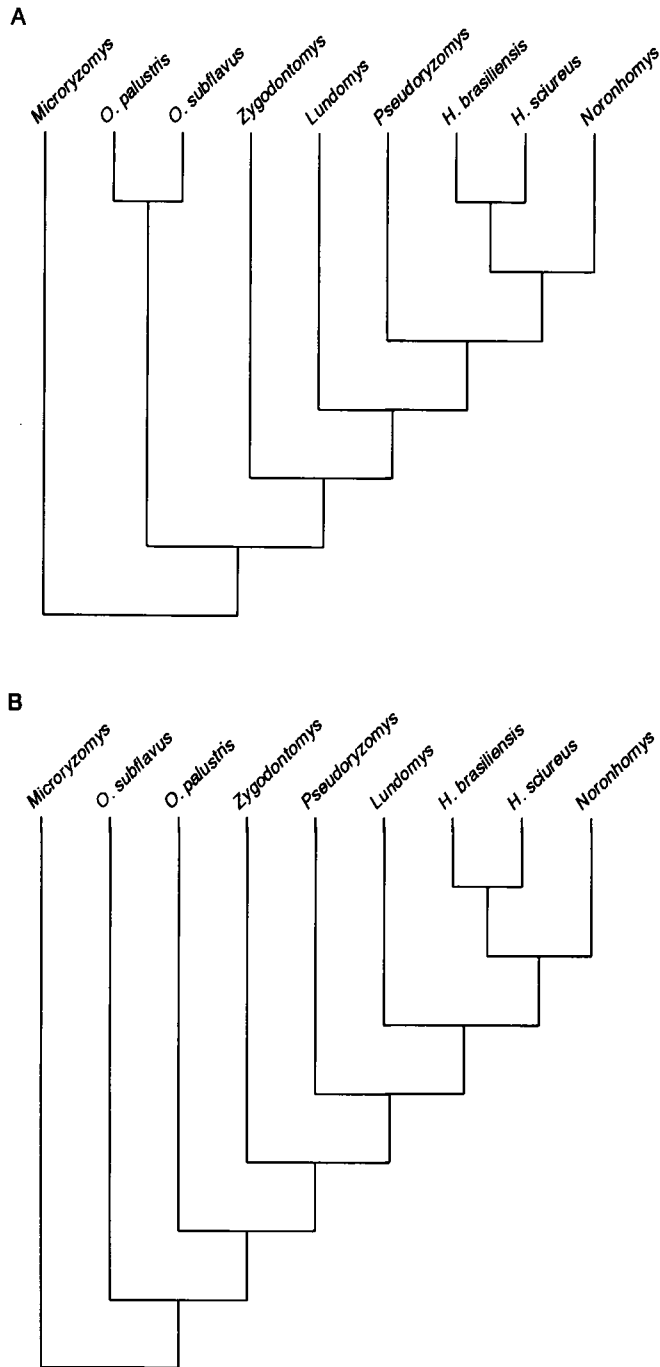 A
Microryzomys
O. palustris
O. subflavus
Zygodontomys
Lundomys
Pseudoryzomys
H. brasiliensis
H. sciureus
Noronhomys
B
Microryzomys
O. subflavus
O. palustris
Zygodontomys
Pseudoryzomys
Lundomys
H. brasiliensis
H. sciureus
Noronhomys